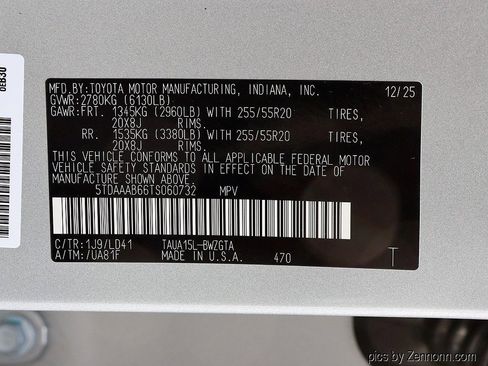 0EB30
MFD.BY:TOYOTA MOTOR MANUFACTURING, INDIANA, INC. 12/25
GVWR:2780KG (6130LB)
GAWR:FRT. 1345KG (2960LB) WITH 255/55R20 TIRES,
20X8J RIMS.
RR. 1535KG (3380LB) WITH 255/55R20 TIRES,
20X8J RIMS.
THIS VEHICLE CONFORMS TO ALL APPLICABLE FEDERAL MOTOR
VEHICLE SAFETY STANDARDS IN EFFECT ON THE DATE OF
MANUFACTURE SHOWN ABOVE.
5TDAAAB66TS060732 MPV
C/TR:1J9/LD41 TAUA15L-BWZGTA
A/TM:/UA81F MADE IN U.S.A. 470 T
pics by Zennonn.com